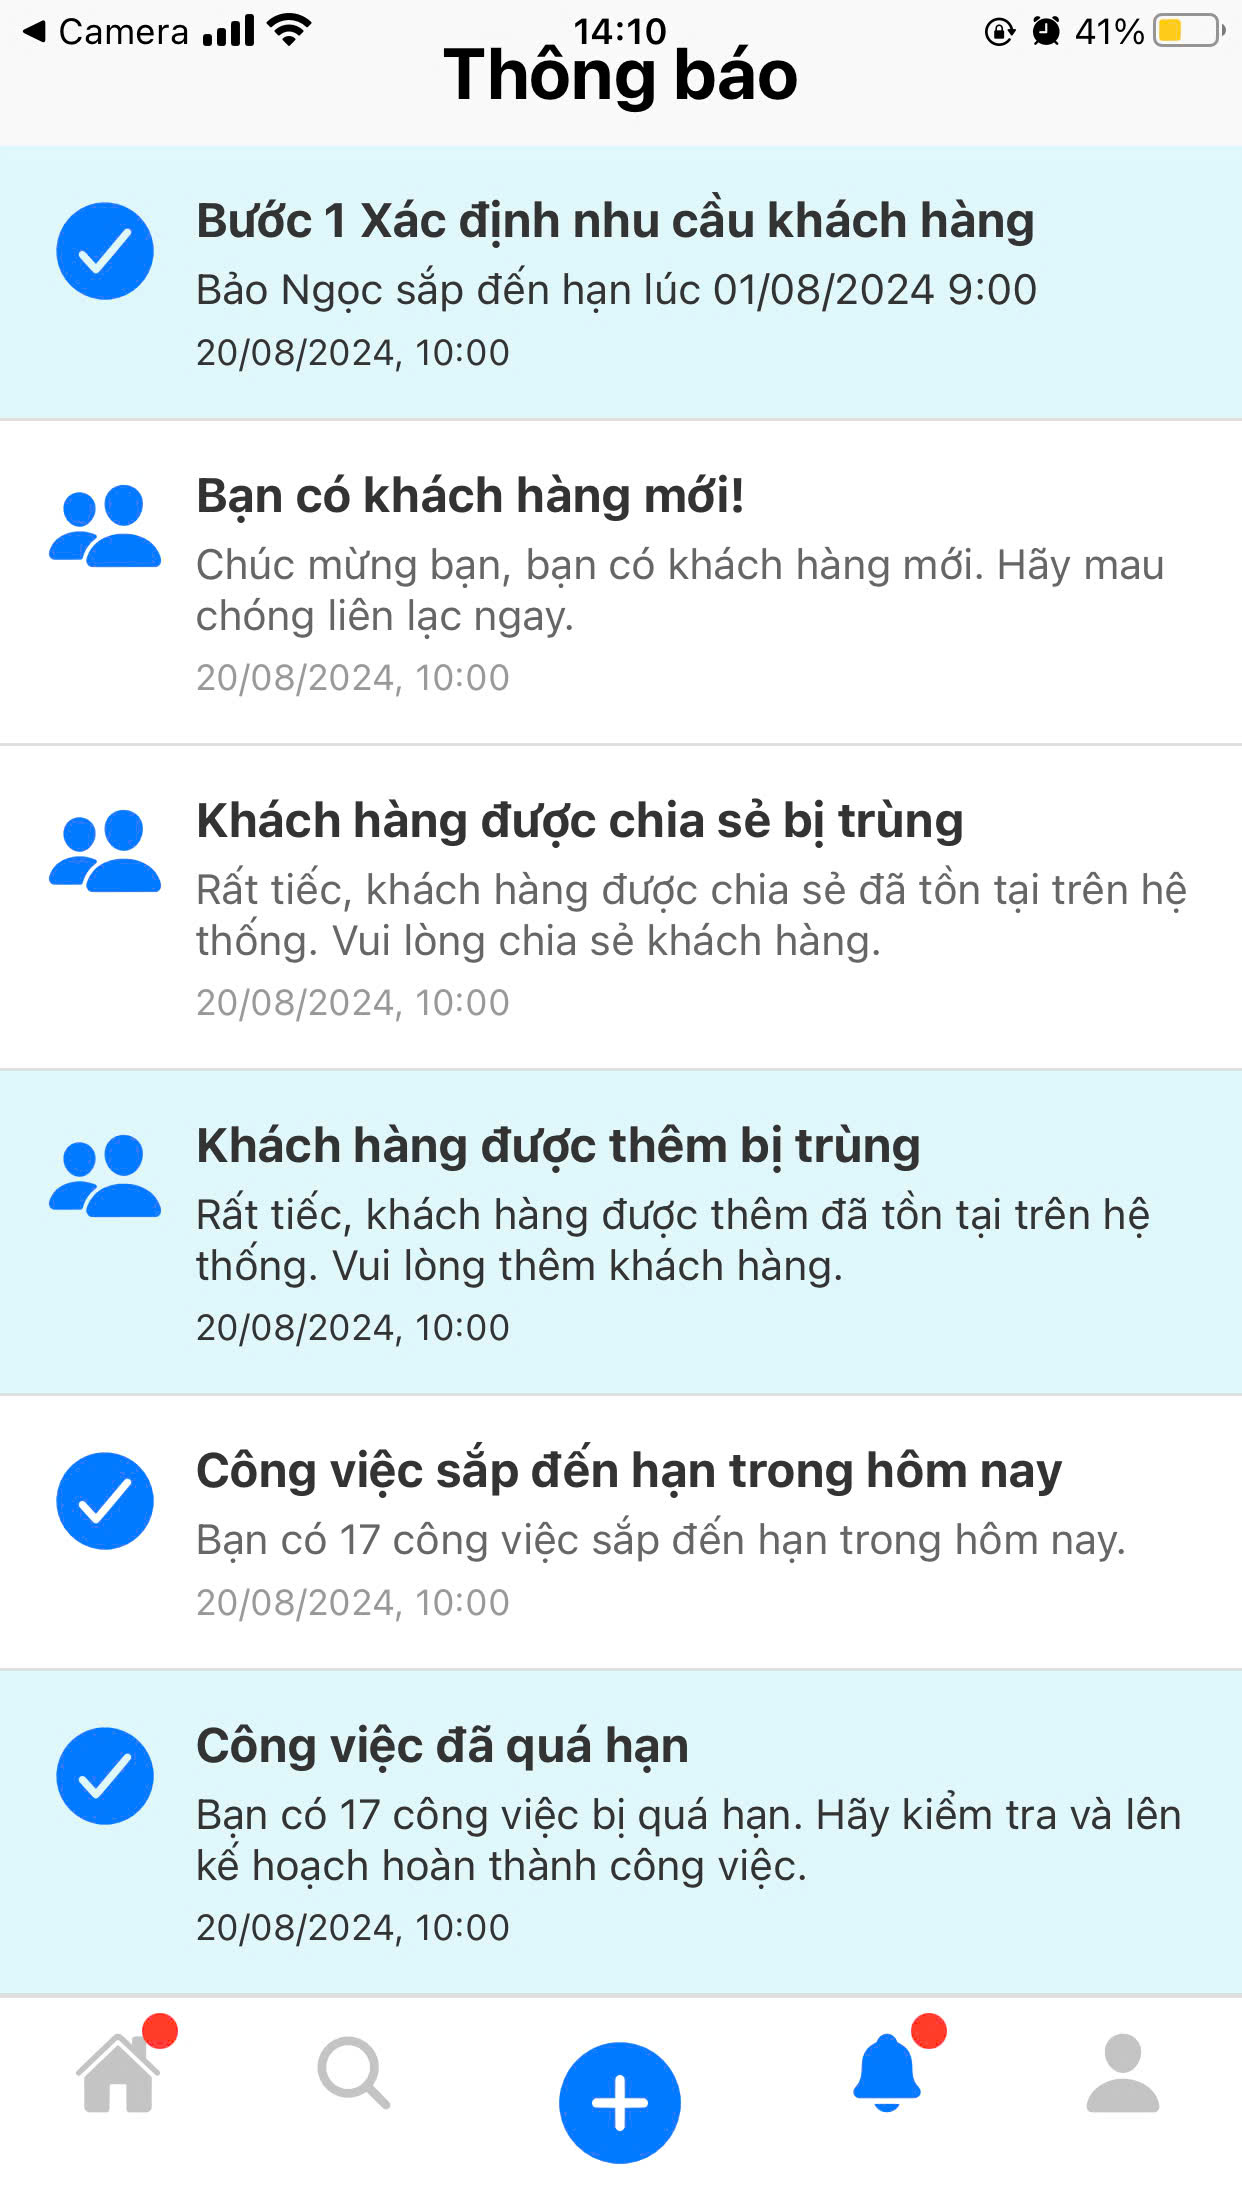 Camera 14:10 41%
Thông báo
Bước 1 Xác định nhu cầu khách hàng
Bảo Ngọc sắp đến hạn lúc 01/08/2024 9:00
20/08/2024, 10:00
Bạn có khách hàng mới!
Chúc mừng bạn, bạn có khách hàng mới. Hãy mau
chóng liên lạc ngay.
20/08/2024, 10:00
Khách hàng được chia sẻ bị trùng
Rất tiếc, khách hàng được chia sẻ đã tồn tại trên hệ
thống. Vui lòng chia sẻ khách hàng.
20/08/2024, 10:00
Khách hàng được thêm bị trùng
Rất tiếc, khách hàng được thêm đã tồn tại trên hệ
thống. Vui lòng thêm khách hàng.
20/08/2024, 10:00
Công việc sắp đến hạn trong hôm nay
Bạn có 17 công việc sắp đến hạn trong hôm nay.
20/08/2024, 10:00
Công việc đã quá hạn
Bạn có 17 công việc bị quá hạn. Hãy kiểm tra và lên
kế hoạch hoàn thành công việc.
20/08/2024, 10:00